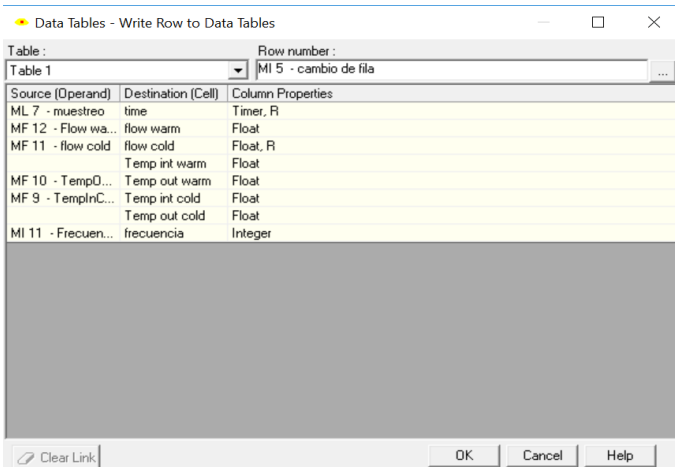 Data Tables - Write Row to Data Tables
Table : Row number :
Table 1 MI 5 - cambio de fila ...
Source (Operand) Destination (Cell) Column Properties
ML 7 - muestreo time Timer, R
MF 12 - Flow wa... flow warm Float
MF 11 - flow cold flow cold Float, R
Temp int warm Float
MF 10 - TempO... Temp out warm Float
MF 9 - TempInC... Temp int cold Float
Temp out cold Float
MI 11 - Frecuen... frecuencia Integer
Clear Link OK Cancel Help